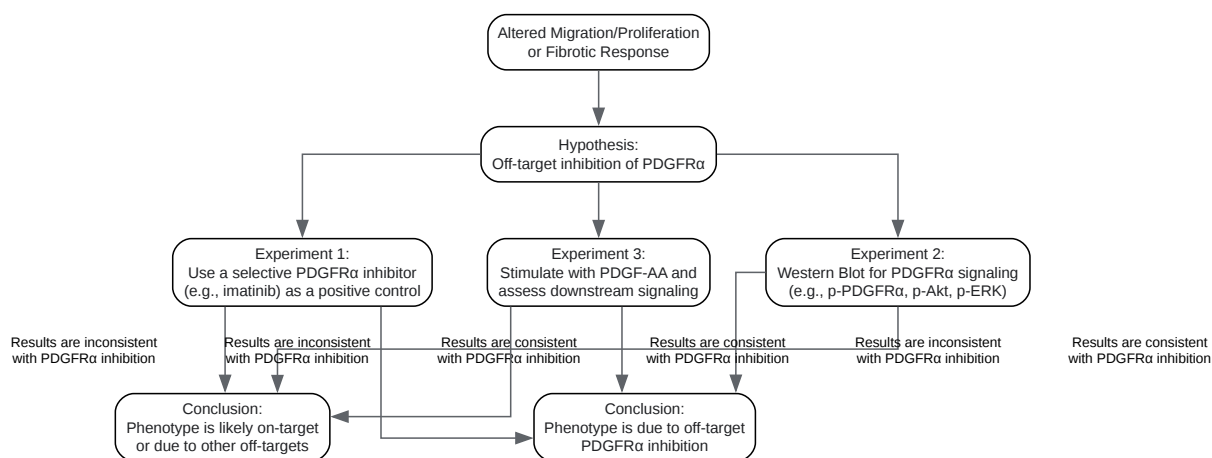 Altered Migration/Proliferation
or Fibrotic Response
Hypothesis:
Off-target inhibition of PDGFRα
Experiment 1:
Use a selective PDGFRα inhibitor
(e.g., imatinib) as a positive control
Experiment 3:
Stimulate with PDGF-AA and
assess downstream signaling
Experiment 2:
Western Blot for PDGFRα signaling
(e.g., p-PDGFRα, p-Akt, p-ERK)
Results are inconsistent
with PDGFRα inhibition
Results are inconsistent
with PDGFRα inhibition
Results are consistent
with PDGFRα inhibition
Results are consistent
with PDGFRα inhibition
Results are inconsistent
with PDGFRα inhibition
Results are consistent
with PDGFRα inhibition
Conclusion:
Phenotype is likely on-target
or due to other off-targets
Conclusion:
Phenotype is due to off-target
PDGFRα inhibition